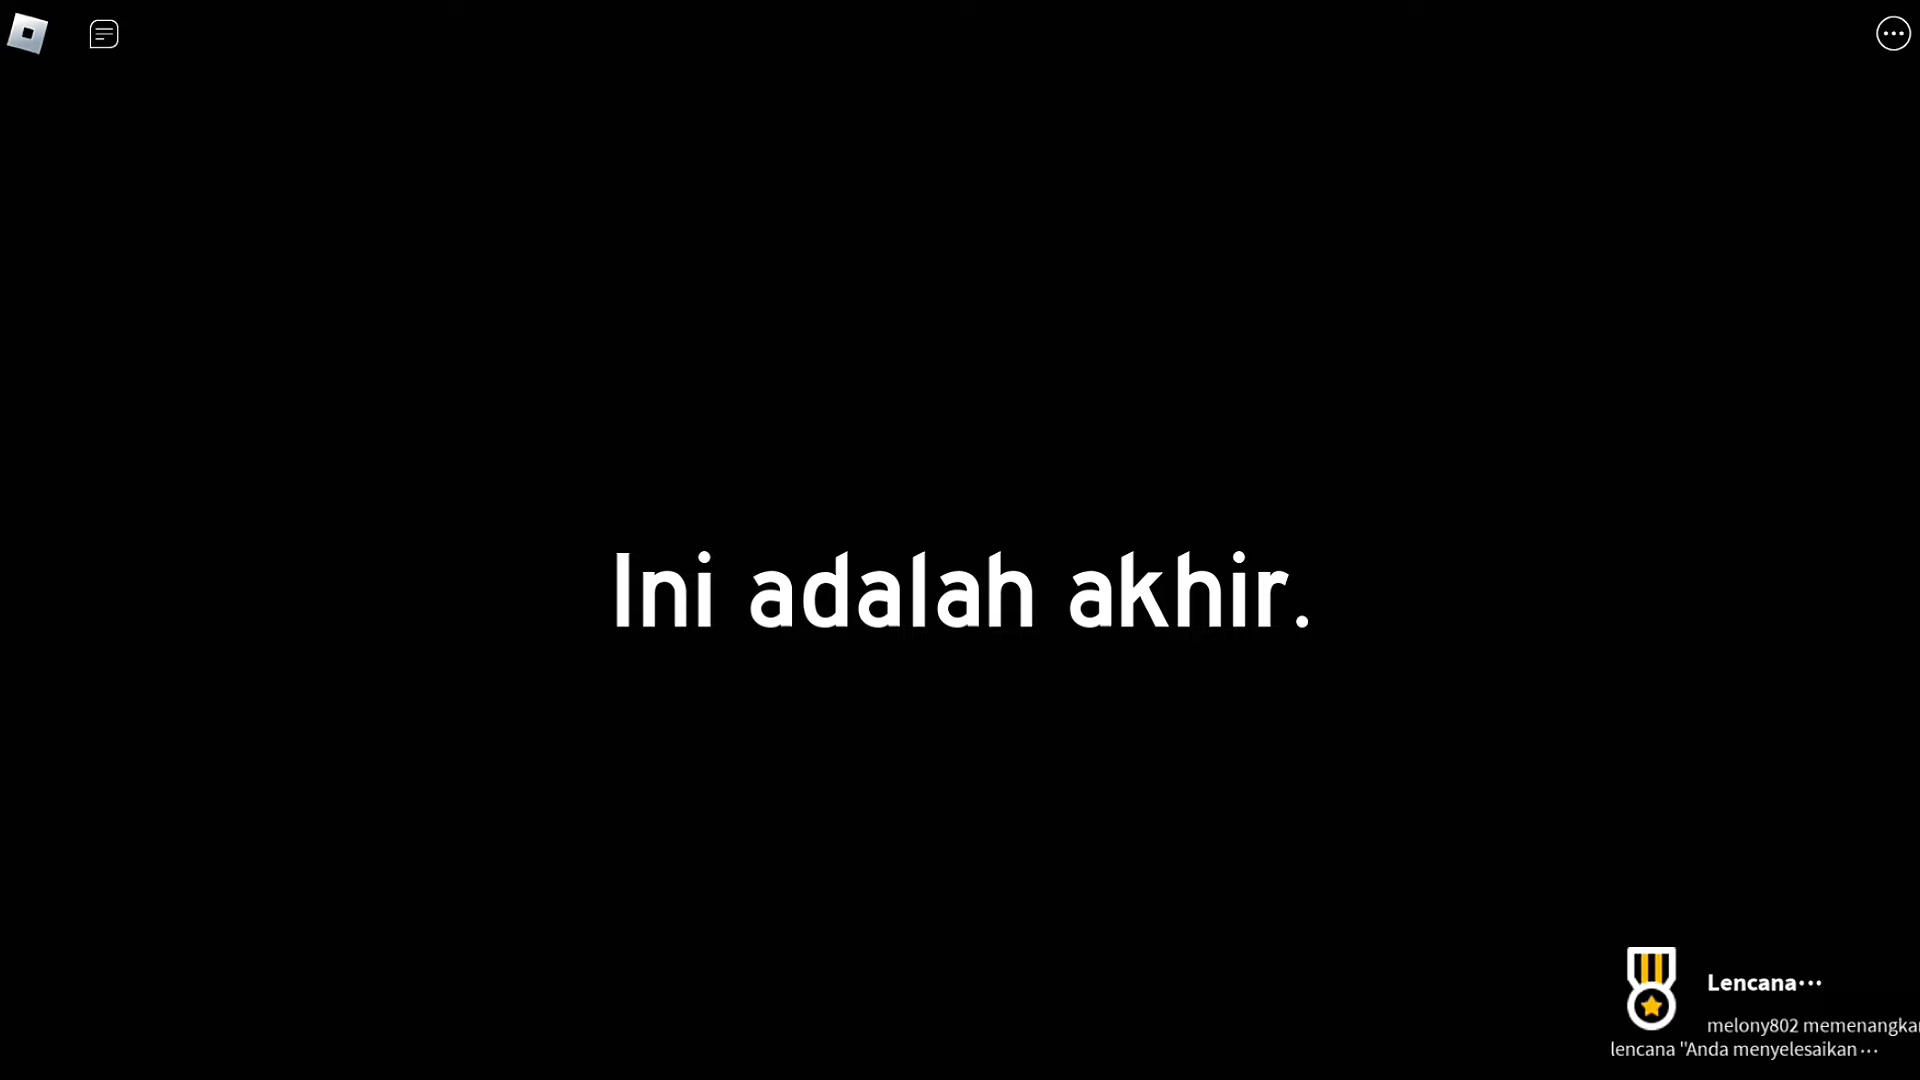 Ini adalah akhir.
Lencana...
melony802 memenangkan
lencana "Anda menyelesaikan...